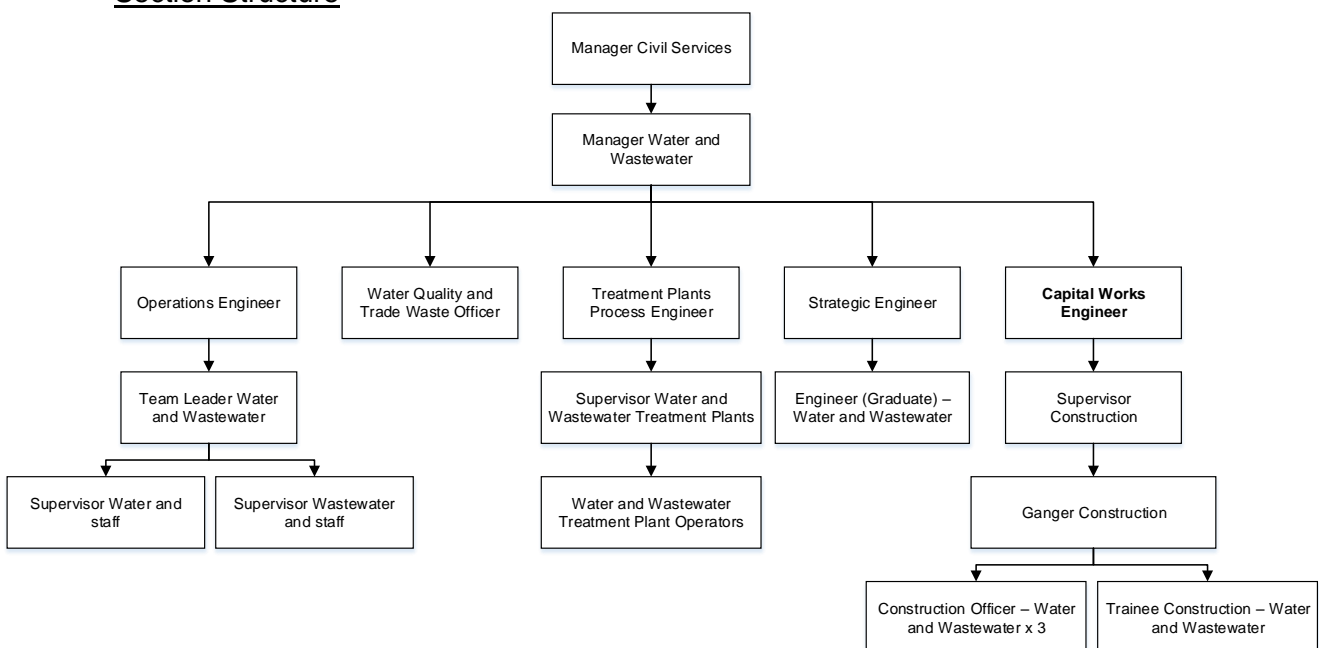 Section Structure
Manager Civil Services
Manager Water and
Wastewater
Operations Engineer
Water Quality and
Trade Waste Officer
Treatment Plants
Process Engineer
Strategic Engineer
Capital Works
Engineer
Team Leader Water
and Wastewater
Supervisor Water and
Wastewater Treatment Plants
Engineer (Graduate) –
Water and Wastewater
Supervisor
Construction
Supervisor Water and
staff
Supervisor Wastewater
and staff
Water and Wastewater
Treatment Plant Operators
Ganger Construction
Construction Officer – Water
and Wastewater x 3
Trainee Construction – Water
and Wastewater